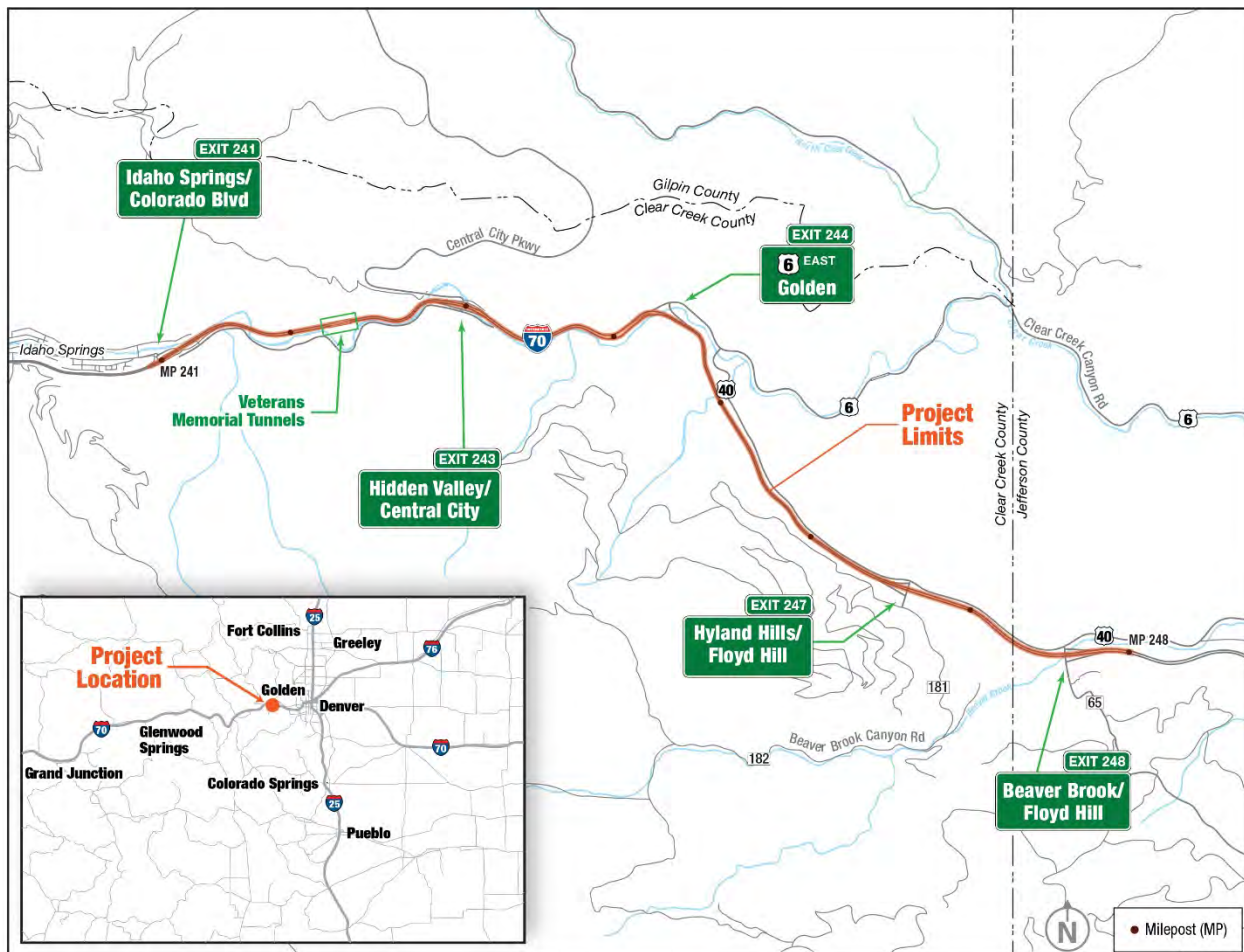 EXIT 241
Idaho Springs/
Colorado Blvd
Gilpin County
Clear Creek County
Central City Pkwy
EXIT 244
6 EAST
Golden
Idaho Springs
MP 241
Veterans
Memorial Tunnels
INTERSTATE
70
Clear Creek
Canyon Rd
40
6
6
Project
Limits
Clear Creek County
Jefferson County
EXIT 243
Hidden Valley/
Central City
EXIT 247
Hyland Hills/
Floyd Hill
40
MP 248
181
65
Beaver Brook
Beaver Brook Canyon Rd
182
EXIT 248
Beaver Brook/
Floyd Hill
25
Fort Collins
Greeley
76
Project
Location
Golden
Denver
70
Glenwood
Springs
70
Grand Junction
Colorado Springs
25
Pueblo
N
Milepost (MP)